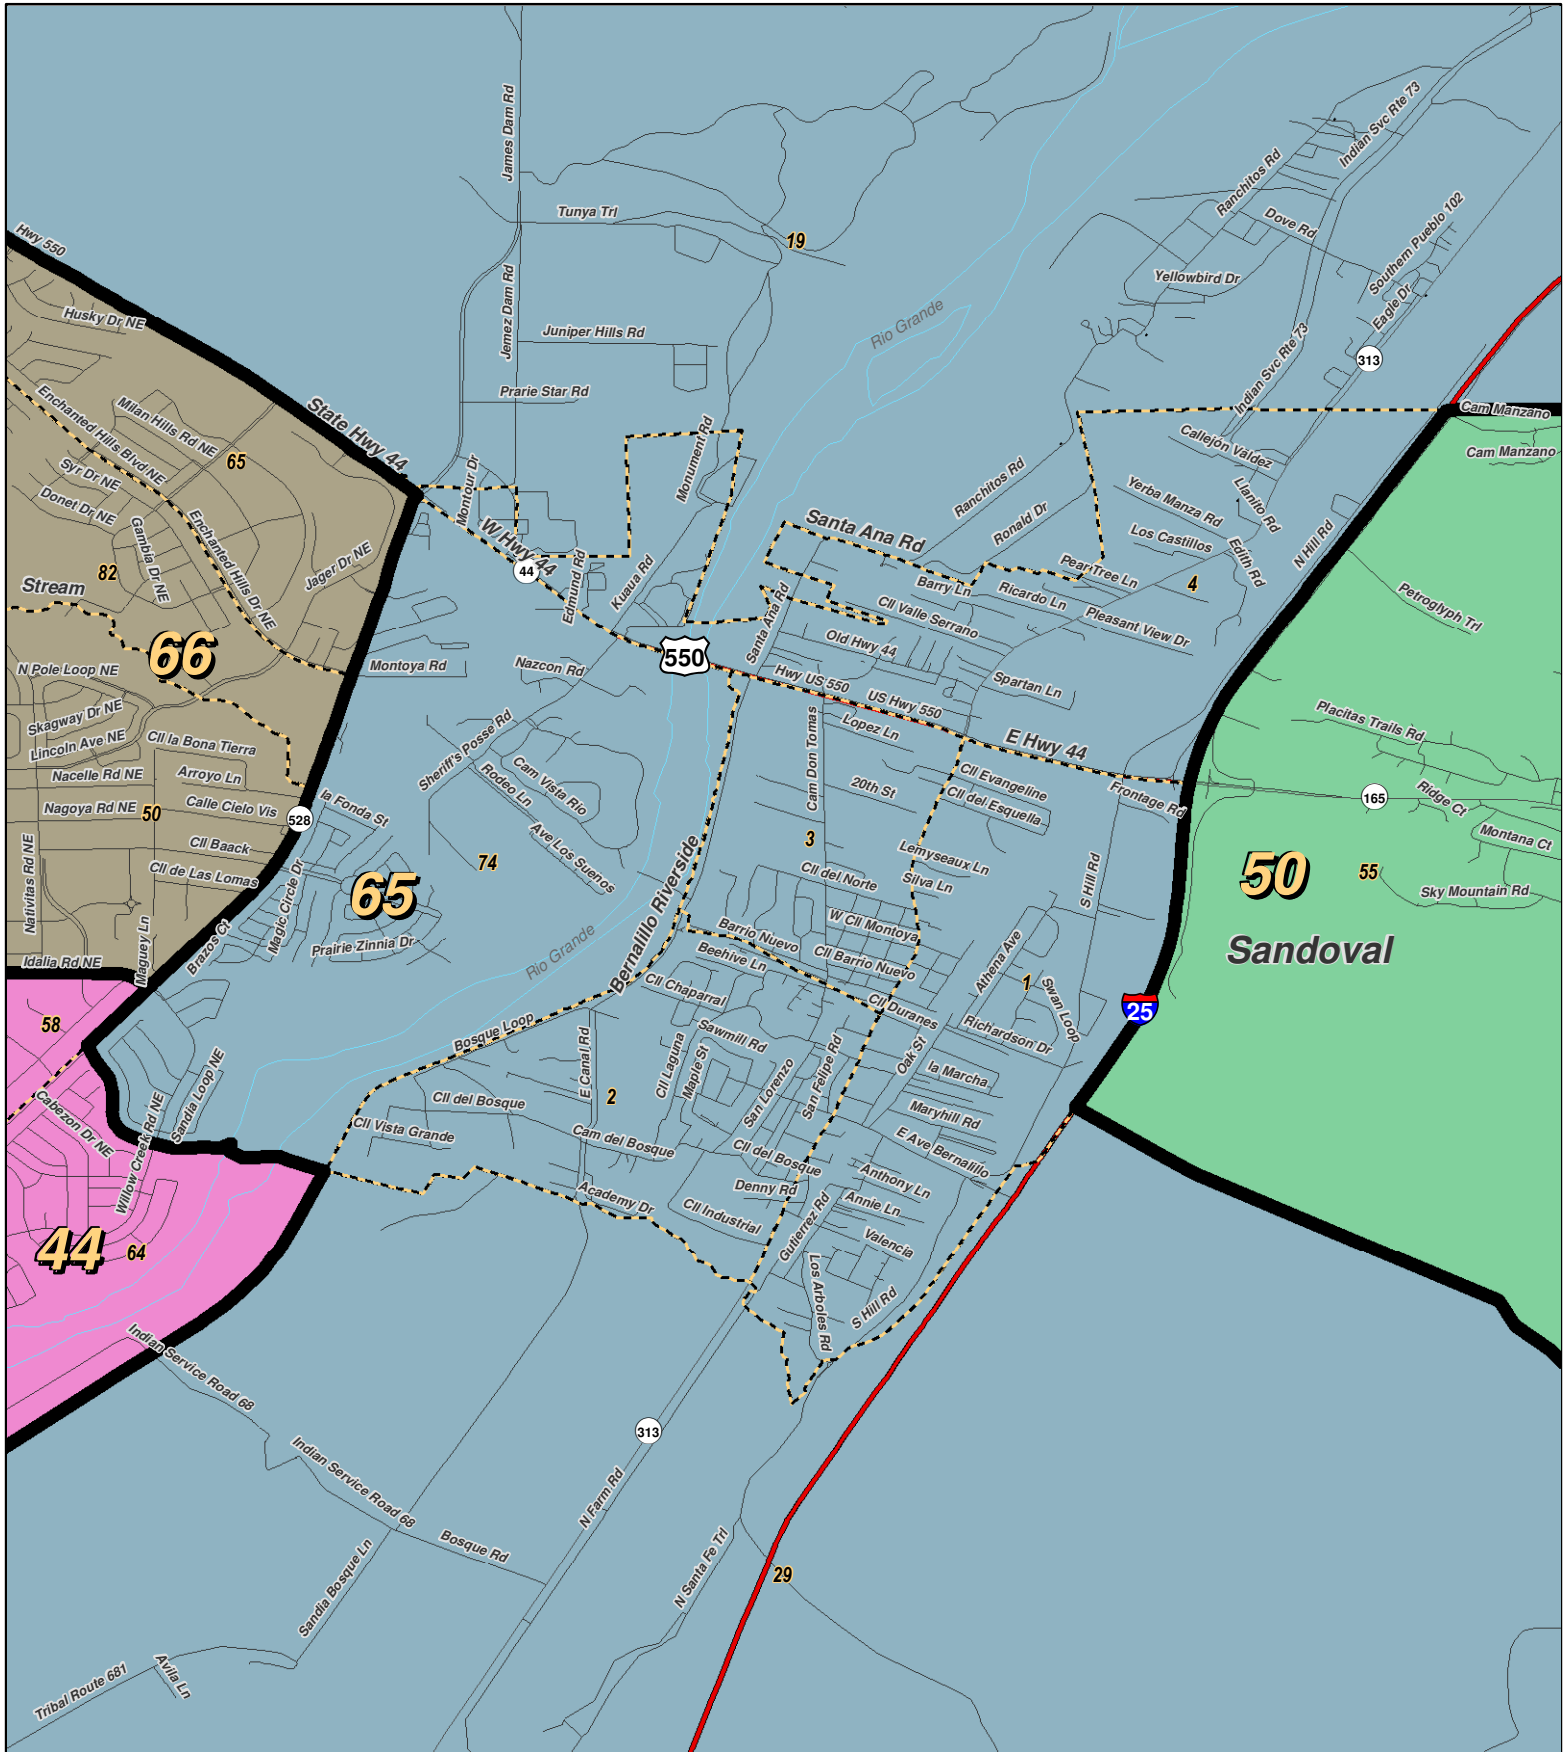 James Dam Rd
Indian Svc Rte 73
Ranchitos Rd
Tunya Trl
19
Dove Rd
Southern Pueblo 102
Hwy 550
Yellowbird Dr
Eagle Dr
Jemez Dam Rd
Rio Grande
Husky Dr NE
Juniper Hills Rd
313
Indian Svc Rte 73
Prarie Star Rd
Enchanted Hills Blvd NE
Milan Hills Rd NE
State Hwy 44
Cam Manzano
Cam Manzano
65
Monument Rd
Callejón Valdez
Syr Dr NE
Montour Dr
Ranchitos Rd
Llanito Rd
Donet Dr NE
Yerba Manza Rd
Enchanted Hills Dr NE
Gambia Dr NE
W Hwy 44
Santa Ana Rd
Ronald Dr
Los Castillos
N Hill Rd
Jager Dr NE
44
Edith Rd
82
Stream
Edmund Rd
Kuaua Rd
Barry Ln
Pear Tree Ln
Ricardo Ln
4
Petroglyph Trl
Cll Valle Serrano
Pleasant View Dr
Santa Ana Rd
Old Hwy 44
66
550
N Pole Loop NE
Montoya Rd
Nazcon Rd
Hwy US 550
Spartan Ln
US Hwy 550
Skagway Dr NE
Lopez Ln
Placitas Trails Rd
Lincoln Ave NE
Cll la Bona Tierra
Sheriff's Posse Rd
Cam Don Tomas
E Hwy 44
Nacelle Rd NE
Arroyo Ln
Cam Vista Rio
Rodeo Ln
20th St
Cll Evangeline
Cll del Esquella
Frontage Rd
165
Ridge Ct
Nagoya Rd NE
50
Calle Cielo Vis
528
la Fonda St
Montana Ct
Nativitas Rd NE
Cll Baack
Ave Los Suenos
3
Lemyseaux Ln
Cll de Las Lomas
74
Cll del Norte
Silva Ln
S Hill Rd
50
55
Sky Mountain Rd
65
Magic Circle Dr
Bernalillo Riverside
W Cll Montoya
Sandoval
Maguey Ln
Brazos Ct
Prairie Zinnia Dr
Rio Grande
Barrio Nuevo
Cll Barrio Nuevo
Athena Ave
Idalia Rd NE
Beehive Ln
Cll Chaparral
1
Swan Loop
25
58
Bosque Loop
Cll Duranes
Sawmill Rd
Richardson Dr
Cabezon Dr NE
Sandia Loop NE
E Canal Rd
Cll Laguna
Maple St
San Lorenzo
San Felipe Rd
Oak St
la Marcha
2
Cll del Bosque
Willow Creek Rd NE
Maryhill Rd
Cll Vista Grande
Cam del Bosque
Cll del Bosque
E Ave Bernalillo
Anthony Ln
Denny Rd
Annie Ln
Academy Dr
Cll Industrial
Gutierrez Rd
Valencia
44
64
Los Arboles Rd
S Hill Rd
Indian Service Road 68
313
Indian Service Road 68
N Farm Rd
Bosque Rd
Sandia Bosque Ln
N Santa Fe Trl
29
Tribal Route 681
Avila Ln